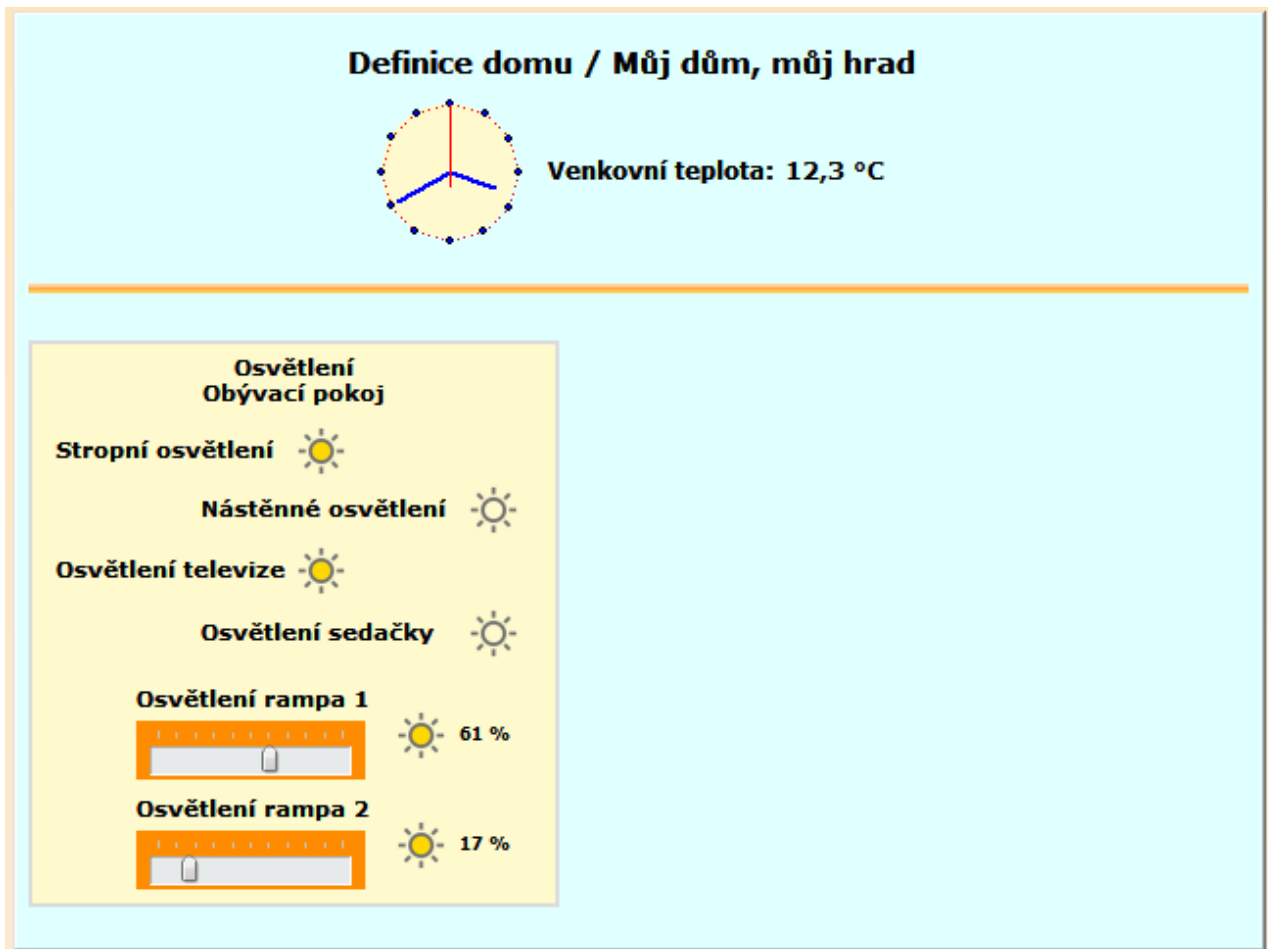 Definice domu / Můj dům, můj hrad
Venkovní teplota: 12,3 °C
Osvětlení
Obývací pokoj
Stropní osvětlení
Nástěnné osvětlení
Osvětlení televize
Osvětlení sedačky
Osvětlení rampa 1
61 %
Osvětlení rampa 2
17 %